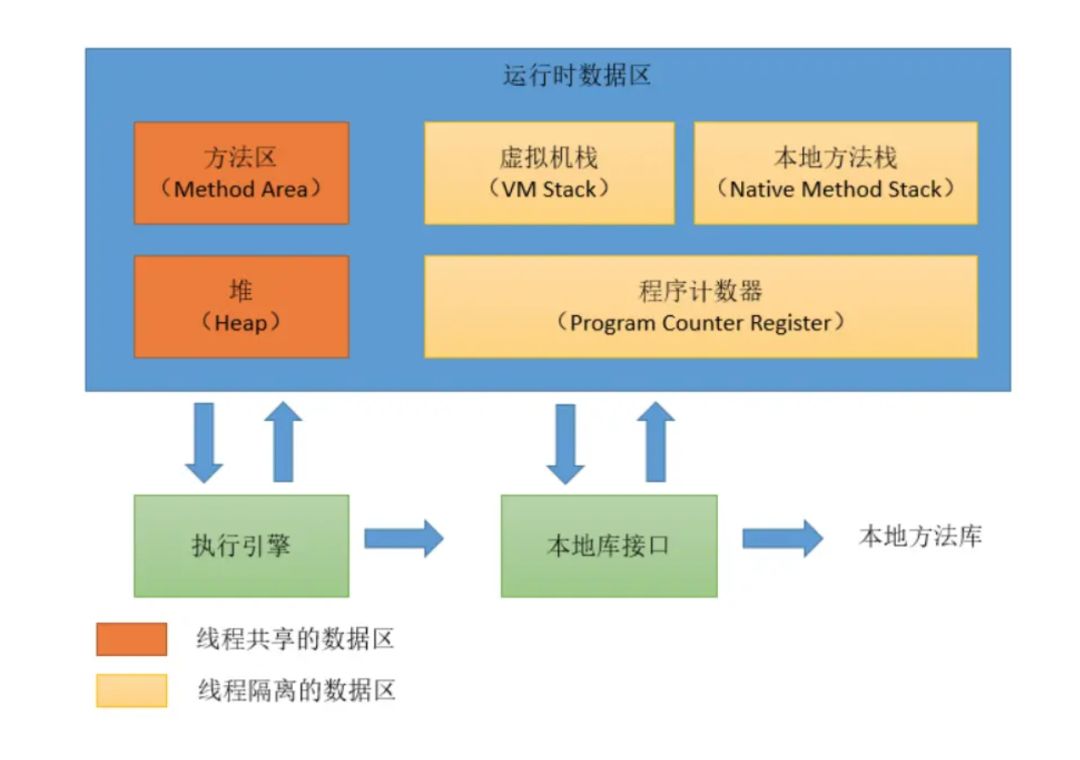 运行时数据区
方法区
（Method Area）
虚拟机栈
（VM Stack）
本地方法栈
（Native Method Stack）
堆
（Heap）
程序计数器
（Program Counter Register）
执行引擎
本地库接口
本地方法库
线程共享的数据区
线程隔离的数据区